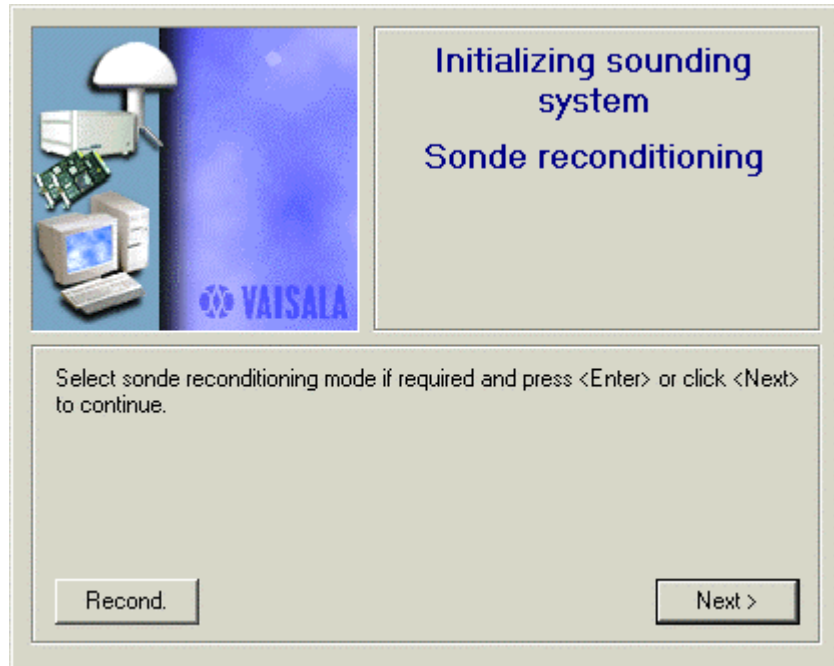 Initializing sounding
system
Sonde reconditioning
VAISALA
Select sonde reconditioning mode if required and press <Enter> or click <Next>
to continue.
Recond.
Next >